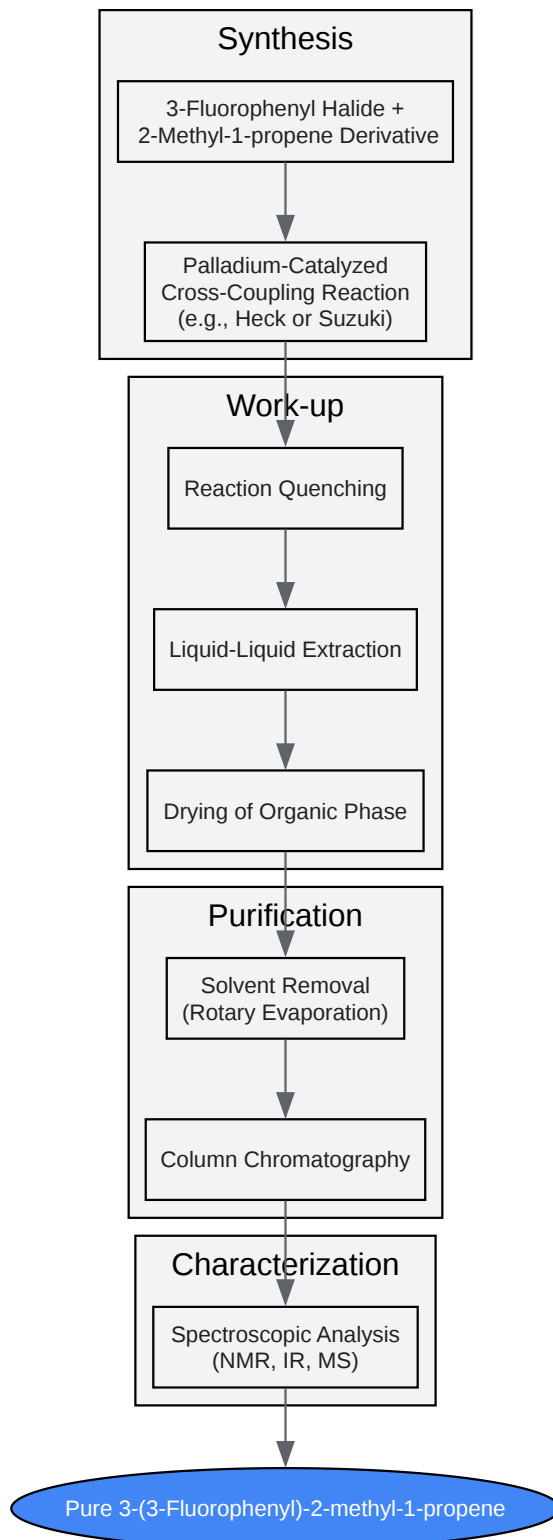 Synthesis
3-Fluorophenyl Halide +
2-Methyl-1-propene Derivative
Palladium-Catalyzed
Cross-Coupling Reaction
(e.g., Heck or Suzuki)
Work-up
Reaction Quenching
Liquid-Liquid Extraction
Drying of Organic Phase
Purification
Solvent Removal
(Rotary Evaporation)
Column Chromatography
Characterization
Spectroscopic Analysis
(NMR, IR, MS)
Pure 3-(3-Fluorophenyl)-2-methyl-1-propene